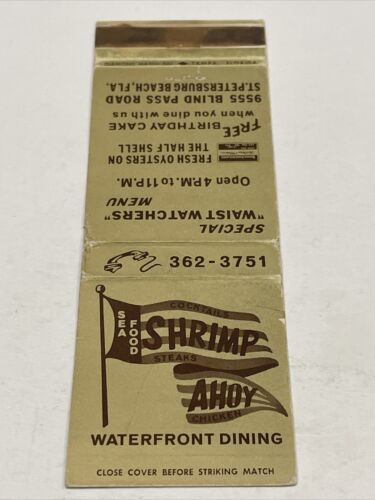 SPECIAL
"WAIST WATCHERS"
MENU
Open 4 P.M. to 11 P.M.
FRESH OYSTERS ON
THE HALF SHELL
FREE BIRTHDAY CAKE
when you dine with us
9555 BLIND PASS ROAD
ST. PETERSBURG BEACH, FLA.
362-3751
COCKTAILS
SEA FOOD
SHRIMP
STEAKS
AHOY
CHICKEN
WATERFRONT DINING
CLOSE COVER BEFORE STRIKING MATCH